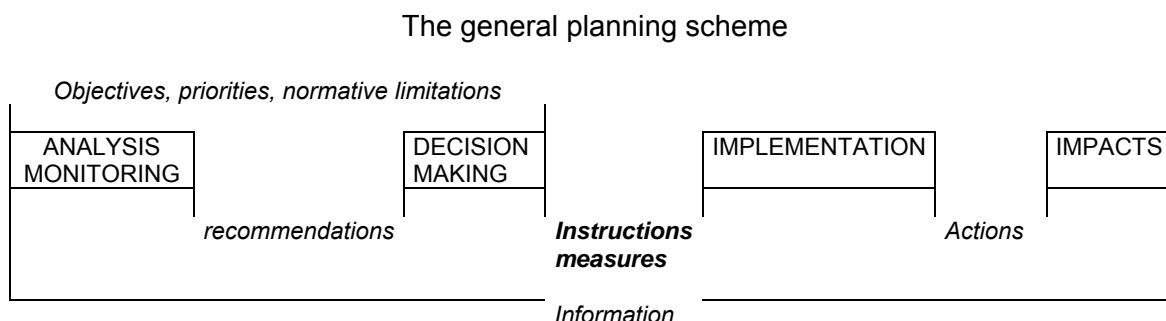 The general planning scheme
Objectives, priorities, normative limitations
ANALYSIS
MONITORING
DECISION
MAKING
IMPLEMENTATION
IMPACTS
recommendations
Instructions
measures
Actions
Information